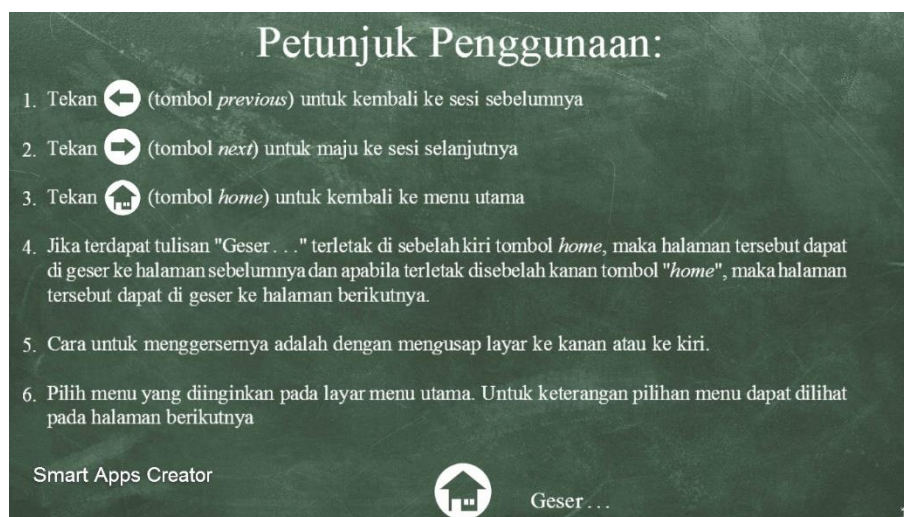 Petunjuk Penggunaan:
1. Tekan (tombol previous) untuk kembali ke sesi sebelumnya
2. Tekan (tombol next) untuk maju ke sesi selanjutnya
3. Tekan (tombol home) untuk kembali ke menu utama
4. Jika terdapat tulisan "Geser . . ." terletak di sebelah kiri tombol home, maka halaman tersebut dapat
di geser ke halaman sebelumnya dan apabila terletak disebelah kanan tombol "home", maka halaman
tersebut dapat di geser ke halaman berikutnya.
5. Cara untuk menggersernya adalah dengan mengusap layar ke kanan atau ke kiri.
6. Pilih menu yang diinginkan pada layar menu utama. Untuk keterangan pilihan menu dapat dilihat
pada halaman berikutnya
Smart Apps Creator
Geser . . .